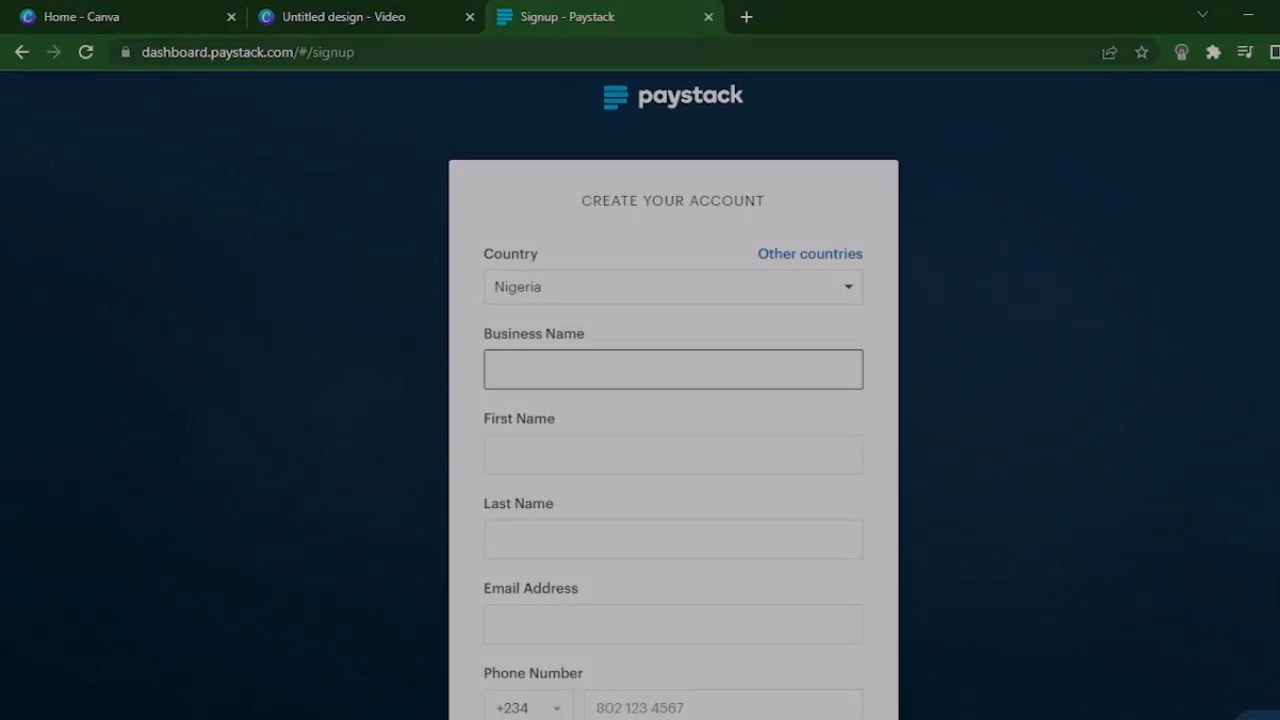 Home - Canva
Untitled design - Video
Signup - Paystack
dashboard.paystack.com/#/signup
paystack
CREATE YOUR ACCOUNT
Country Other countries
Nigeria
Business Name
First Name
Last Name
Email Address
Phone Number
+234 802 123 4567